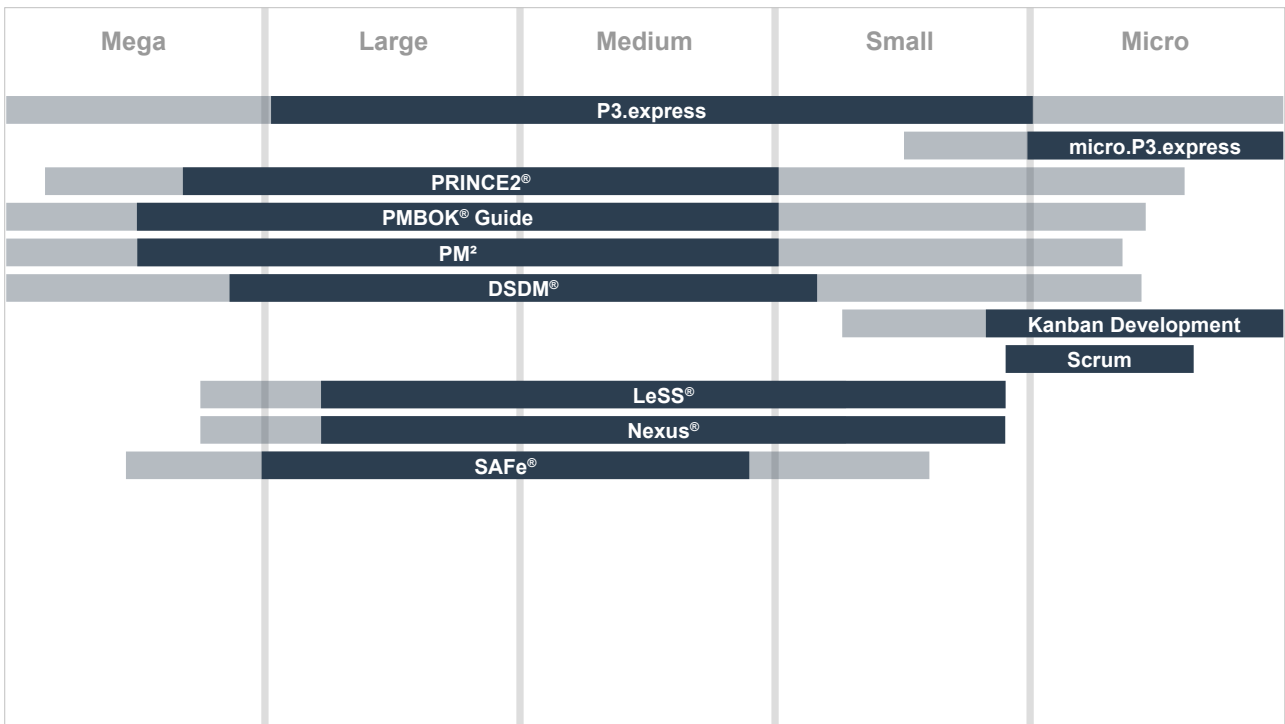 Mega Large Medium Small Micro
P3.express
micro.P3.express
PRINCE2®
PMBOK® Guide
PM²
DSDM®
Kanban Development
Scrum
LeSS®
Nexus®
SAFe®